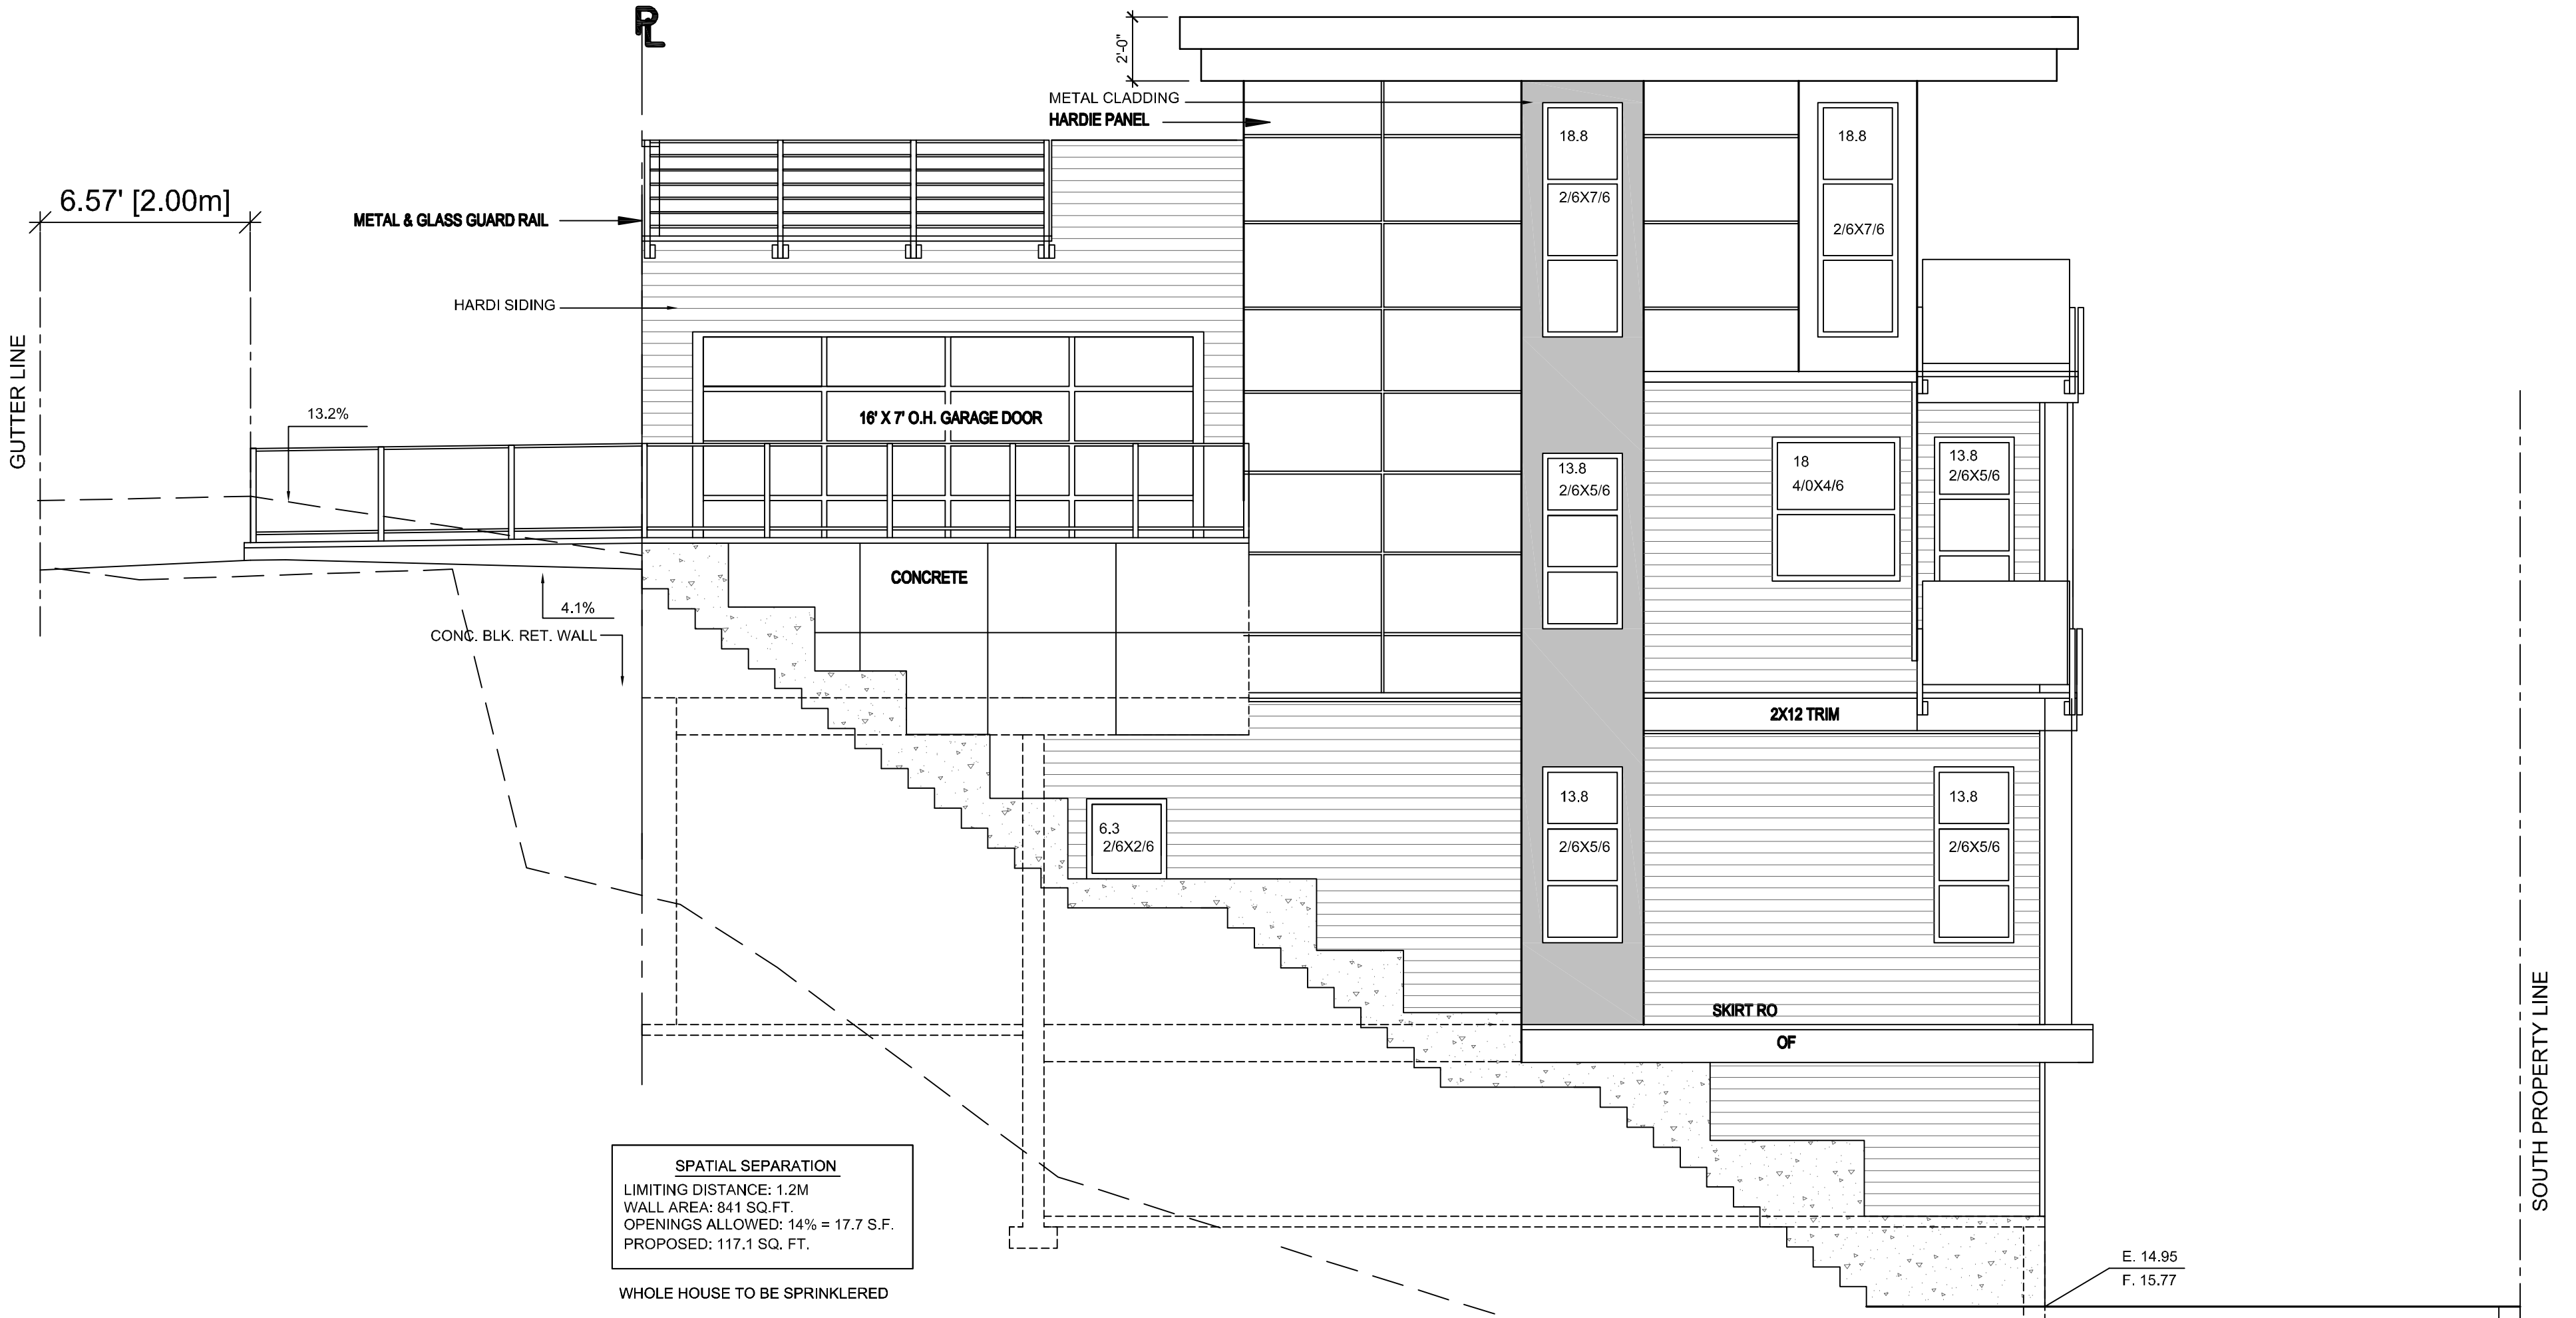 PL
2'-0"
METAL CLADDING
HARDIE PANEL
18.8
2/6X7/6
18.8
2/6X7/6
6.57' [2.00m]
METAL & GLASS GUARD RAIL
HARDI SIDING
GUTTER LINE
13.2%
16' X 7' O.H. GARAGE DOOR
13.8
2/6X5/6
18
4/0X4/6
13.8
2/6X5/6
CONCRETE
4.1%
CONC. BLK. RET. WALL
2X12 TRIM
6.3
2/6X2/6
13.8
2/6X5/6
13.8
2/6X5/6
SKIRT RO
OF
SOUTH PROPERTY LINE
SPATIAL SEPARATION
LIMITING DISTANCE: 1.2M
WALL AREA: 841 SQ.FT.
OPENINGS ALLOWED: 14% = 17.7 S.F.
PROPOSED: 117.1 SQ. FT.
WHOLE HOUSE TO BE SPRINKLERED
E. 14.95
F. 15.77